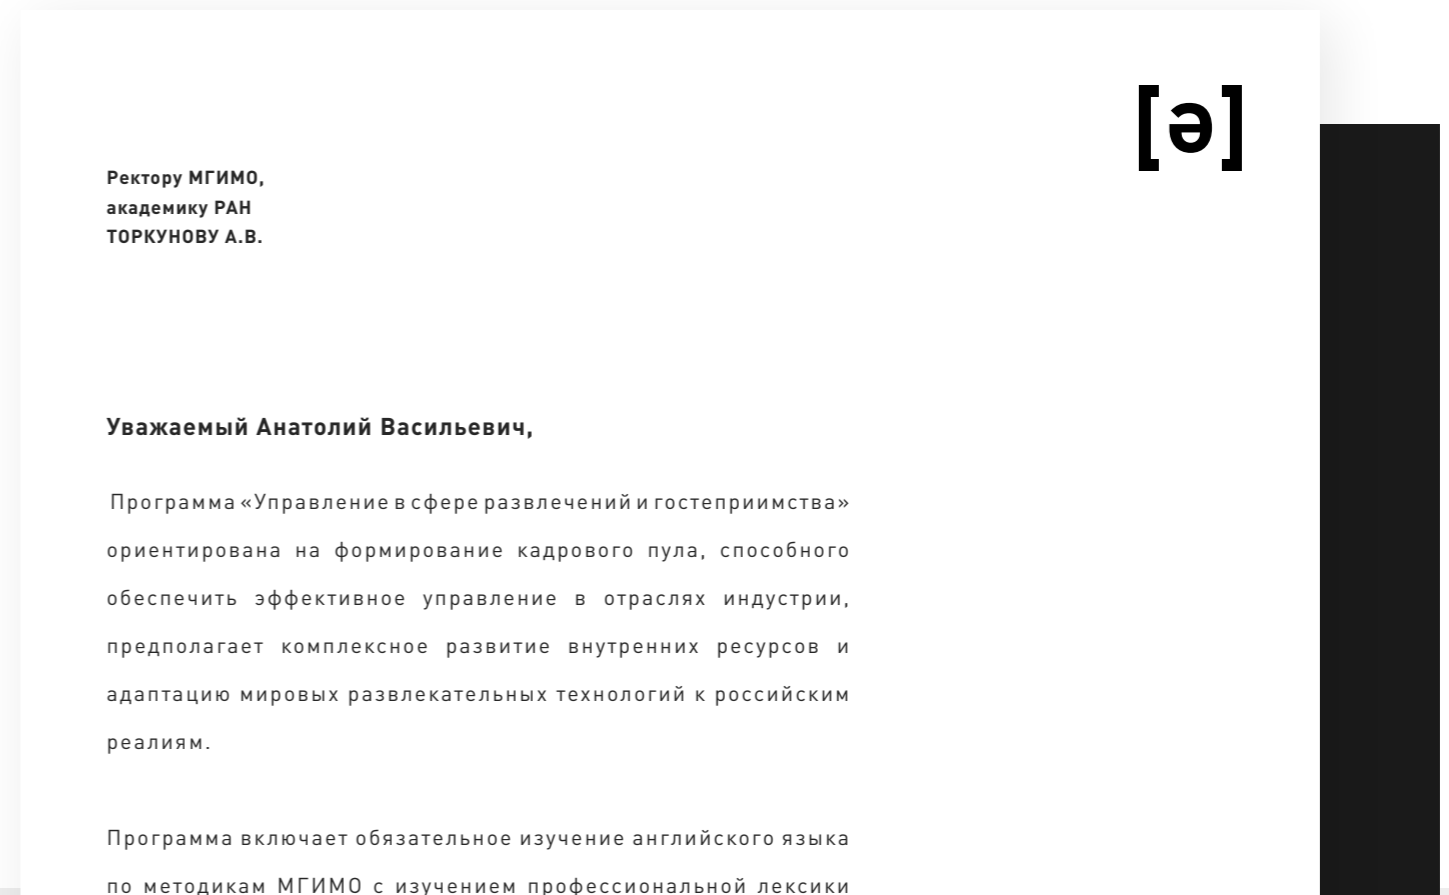 [ə]
Ректору МГИМО,
академику РАН
ТОРКУНОВУ А.В.
Уважаемый Анатолий Васильевич,
Программа «Управление в сфере развлечений и гостеприимства»
ориентирована на формирование кадрового пула, способного
обеспечить эффективное управление в отраслях индустрии,
предполагает комплексное развитие внутренних ресурсов и
адаптацию мировых развлекательных технологий к российским
реалиям.
Программа включает обязательное изучение английского языка
по методикам МГИМО с изучением профессиональной лексики